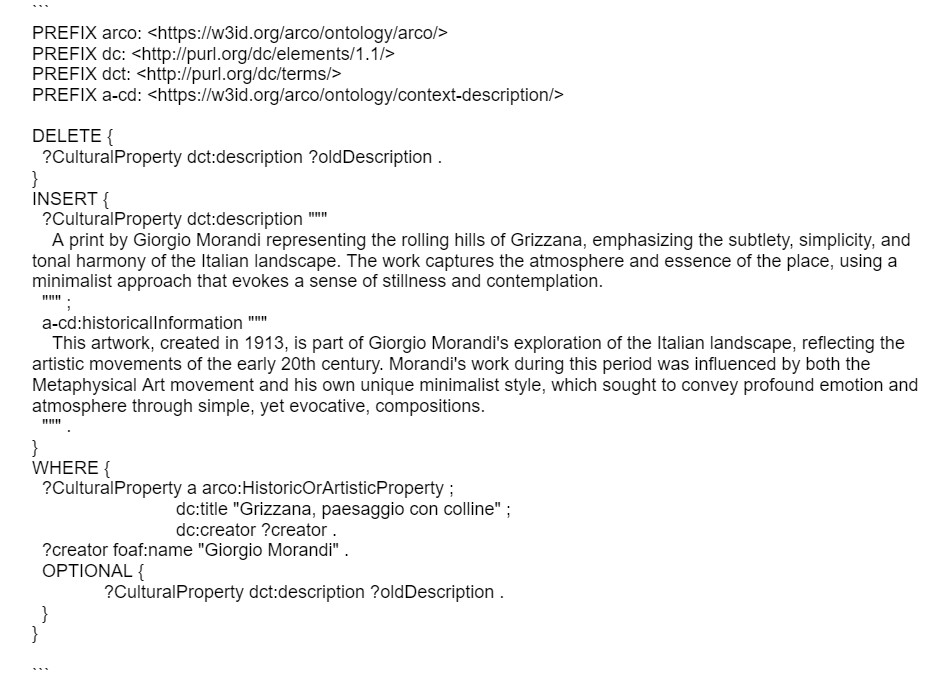 ```
PREFIX arco: <https://w3id.org/arco/ontology/arco/>
PREFIX dc: <http://purl.org/dc/elements/1.1/>
PREFIX dct: <http://purl.org/dc/terms/>
PREFIX a-cd: <https://w3id.org/arco/ontology/context-description/>

DELETE {
  ?CulturalProperty dct:description ?oldDescription .
}
INSERT {
  ?CulturalProperty dct:description """
    A print by Giorgio Morandi representing the rolling hills of Grizzana, emphasizing the subtlety, simplicity, and
tonal harmony of the Italian landscape. The work captures the atmosphere and essence of the place, using a
minimalist approach that evokes a sense of stillness and contemplation.
  """ ;
  a-cd:historicalInformation """
    This artwork, created in 1913, is part of Giorgio Morandi's exploration of the Italian landscape, reflecting the
artistic movements of the early 20th century. Morandi's work during this period was influenced by both the
Metaphysical Art movement and his own unique minimalist style, which sought to convey profound emotion and
atmosphere through simple, yet evocative, compositions.
  """ .
}
WHERE {
  ?CulturalProperty a arco:HistoricOrArtisticProperty ;
                    dc:title "Grizzana, paesaggio con colline" ;
                    dc:creator ?creator .
  ?creator foaf:name "Giorgio Morandi" .
  OPTIONAL {
            ?CulturalProperty dct:description ?oldDescription .
  }
}

```